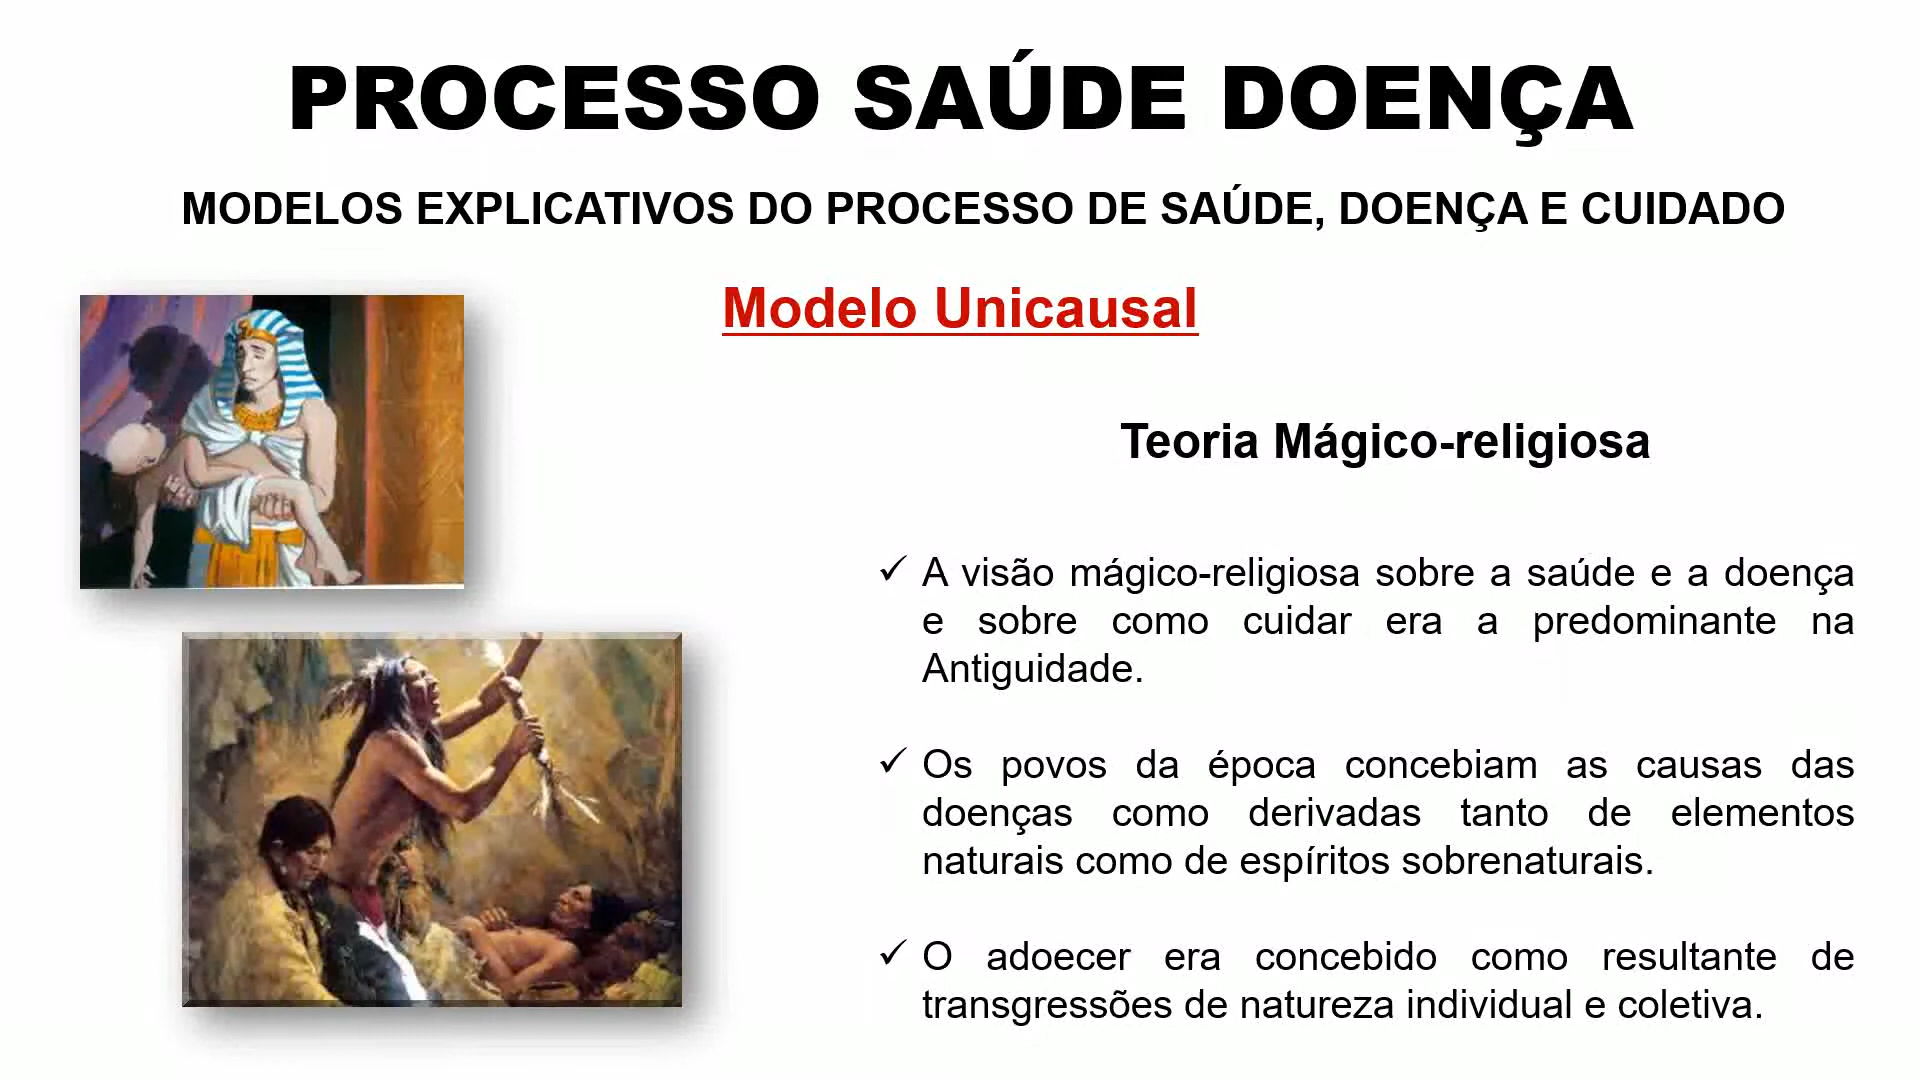 PROCESSO SAÚDE DOENÇA
MODELOS EXPLICATIVOS DO PROCESSO DE SAÚDE, DOENÇA E CUIDADO
Modelo Unicausal
Teoria Mágico-religiosa
✓ A visão mágico-religiosa sobre a saúde e a doença
e sobre como cuidar era a predominante na
Antiguidade.
✓ Os povos da época concebiam as causas das
doenças como derivadas tanto de elementos
naturais como de espíritos sobrenaturais.
✓ O adoecer era concebido como resultante de
transgressões de natureza individual e coletiva.